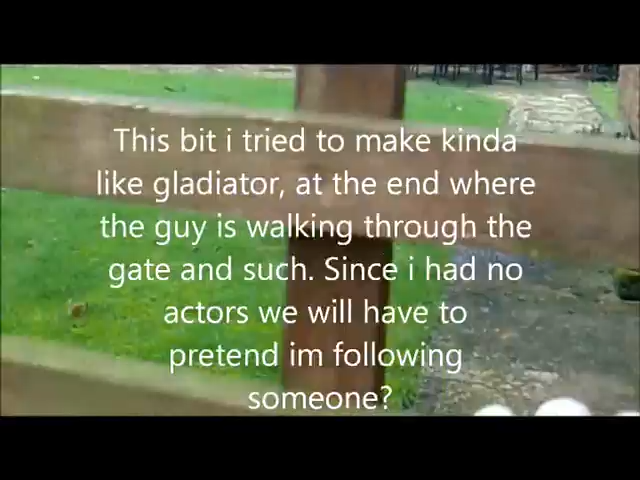 This bit i tried to make kinda
like gladiator, at the end where
the guy is walking through the
gate and such. Since i had no
actors we will have to
pretend im following
someone?